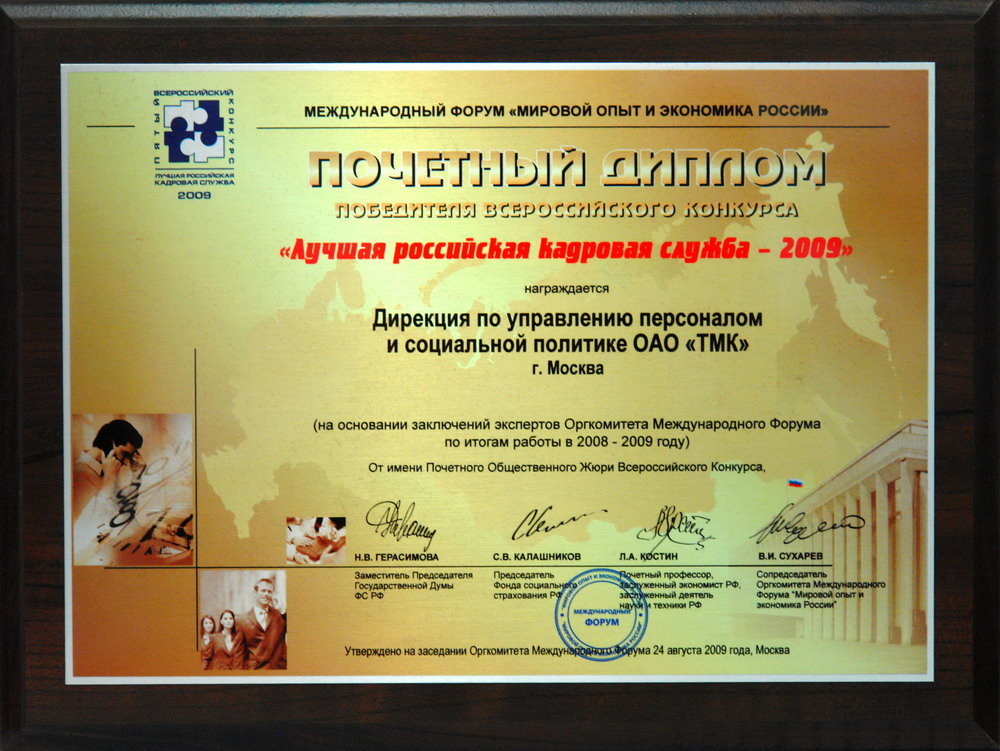 ВСЕРОССИЙСКИЙ
ПЯТЫЙ
КОНКУРС
ЛУЧШАЯ РОССИЙСКАЯ
КАДРОВАЯ СЛУЖБА
2009
МЕЖДУНАРОДНЫЙ ФОРУМ «МИРОВОЙ ОПЫТ И ЭКОНОМИКА РОССИИ»
ПОЧЕТНЫЙ ДИПЛОМ
ПОБЕДИТЕЛЯ ВСЕРОССИЙСКОГО КОНКУРСА
«Лучшая российская кадровая служба – 2009»
награждается
Дирекция по управлению персоналом
и социальной политике ОАО «ТМК»
г. Москва
(на основании заключений экспертов Оргкомитета Международного Форума
по итогам работы в 2008 - 2009 году)
От имени Почетного Общественного Жюри Всероссийского Конкурса,
Н.В. ГЕРАСИМОВА
Заместитель Председателя
Государственной Думы
ФС РФ
С.В. КАЛАШНИКОВ
Председатель
Фонда социального
страхования РФ
Л.А. КОСТИН
Почетный профессор,
заслуженный экономист РФ,
заслуженный деятель
науки и техники РФ
В.И. СУХАРЕВ
Сопредседатель
Оргкомитета Международного
Форума "Мировой опыт и
экономика России"
МЕЖДУНАРОДНЫЙ
ФОРУМ
Утверждено на заседании Оргкомитета Международного Форума 24 августа 2009 года, Москва